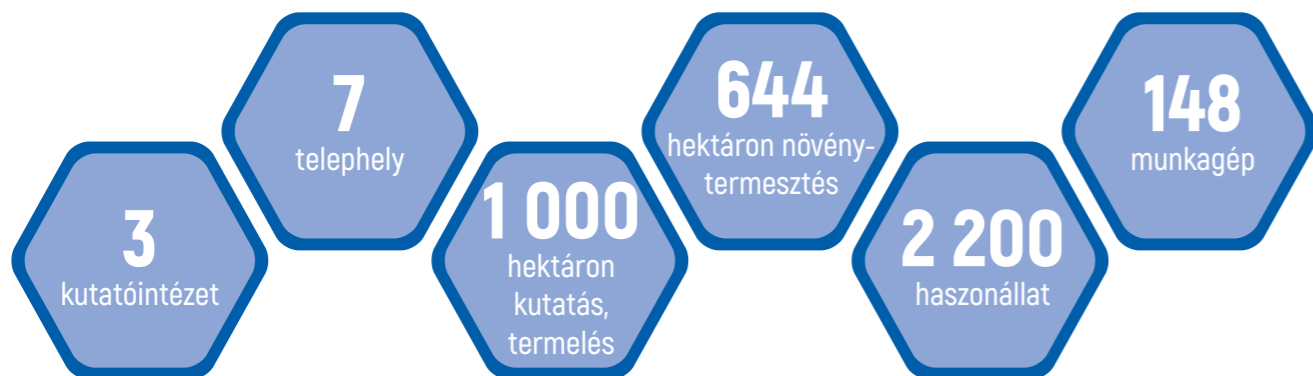 3
kutatóintézet
7
telephely
1 000
hektáron
kutatás,
termelés
644
hektáron növény-
termesztés
2 200
haszonállat
148
munkagép